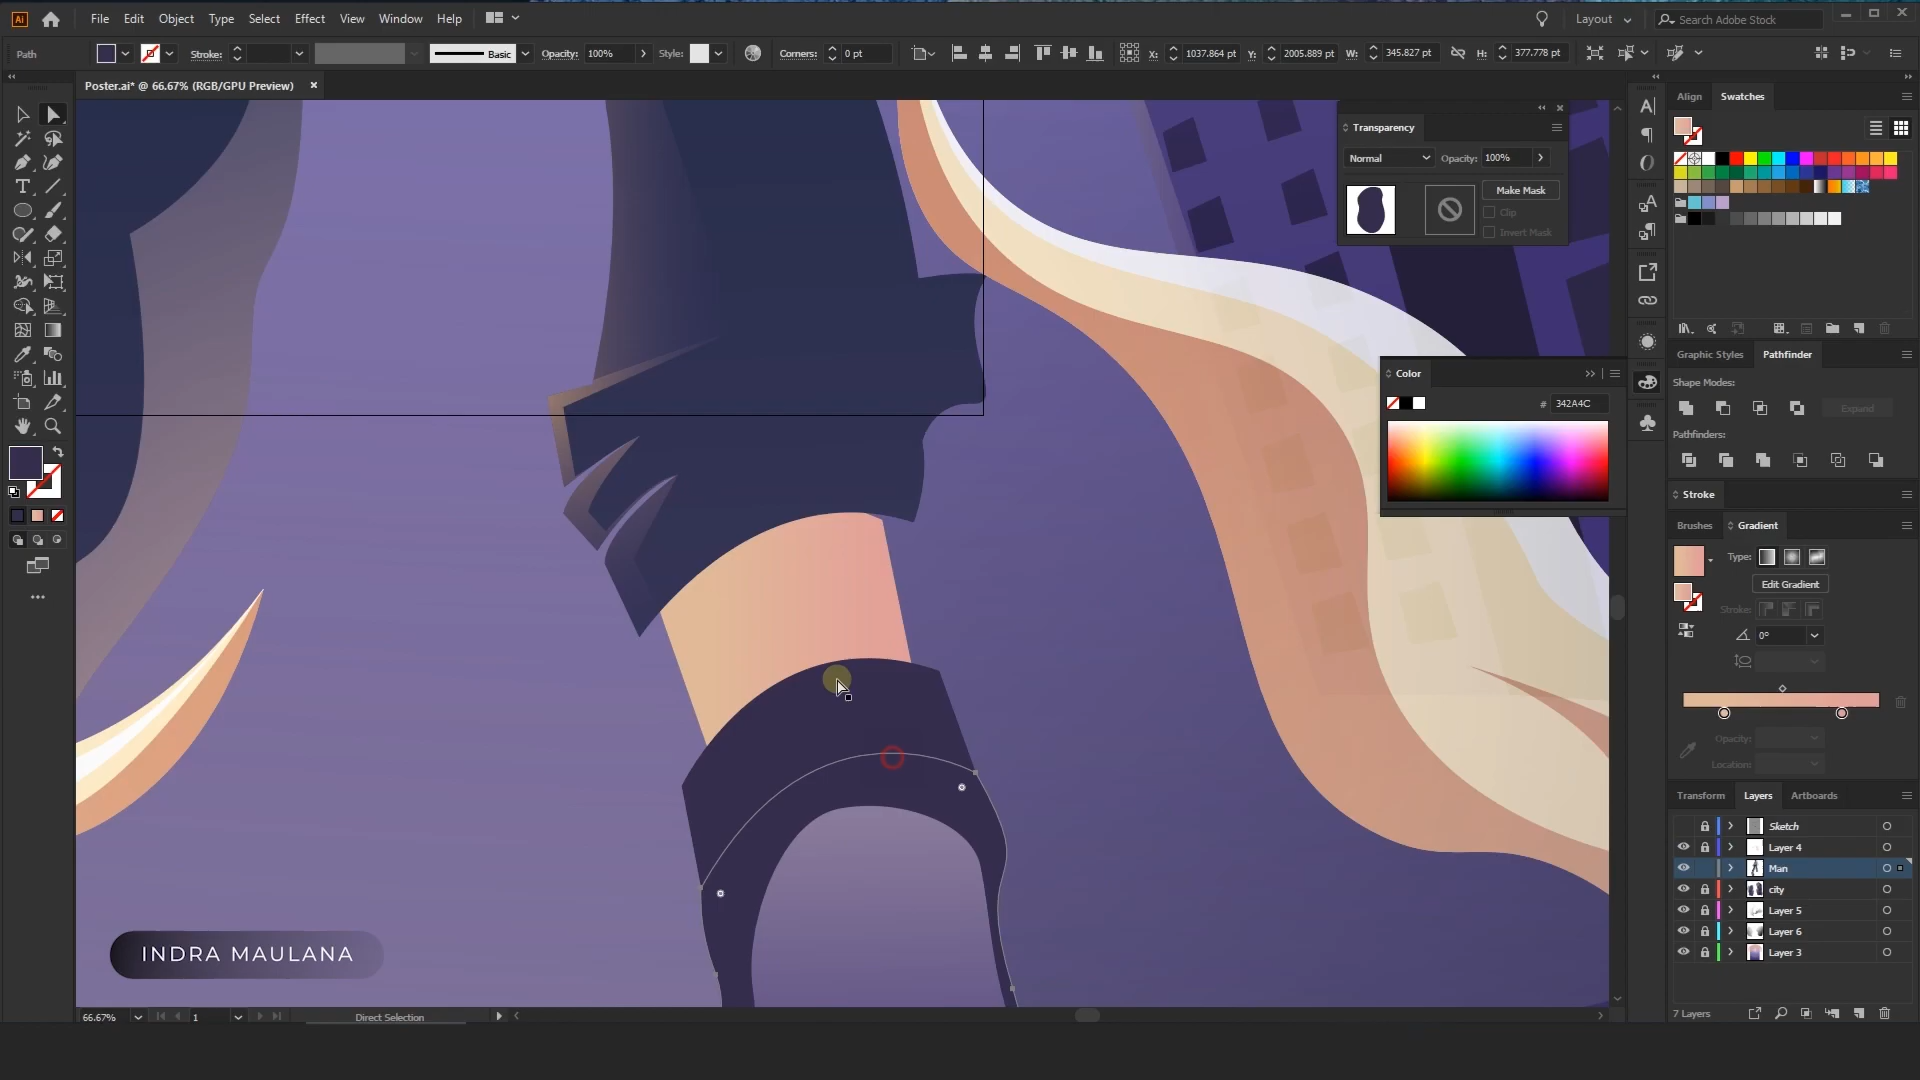 File Edit Object Type Select Effect View Window Help Layout Search Adobe Stock
Path Stroke: Basic Opacity: 100% Style: Corners: 0 pt X: 1037.864 pt Y: 2005.889 pt W: 345.827 pt H: 377.778 pt
Poster.ai* @ 66.67% (RGB/GPU Preview)
Align Swatches
Transparency
Normal Opacity: 100%
Make Mask
Clip
Invert Mask
Graphic Styles Pathfinder
Shape Modes:
Expand
Pathfinders:
Color
# 342A4C
Stroke
Brushes Gradient
Type:
Edit Gradient
Stroke:
0°
Opacity:
Location:
Transform Layers Artboards
Sketch
Layer 4
Man
city
Layer 5
Layer 6
Layer 3
7 Layers
INDRA MAULANA
66.67% 1 Direct Selection